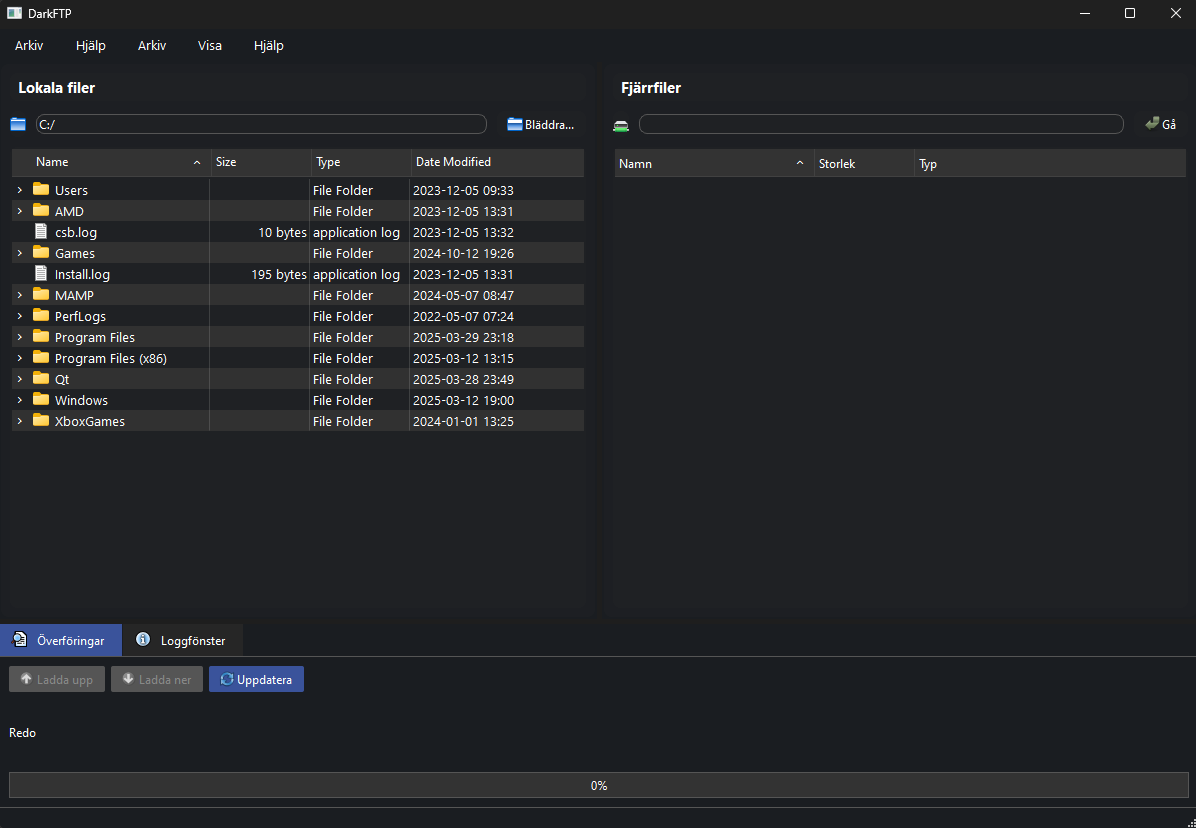 DarkFTP
Arkiv Hjälp Arkiv Visa Hjälp
Lokala filer
C:/ Bläddra...
Name Size Type Date Modified
Users File Folder 2023-12-05 09:33
AMD File Folder 2023-12-05 13:31
csb.log 10 bytes application log 2023-12-05 13:32
Games File Folder 2024-10-12 19:26
Install.log 195 bytes application log 2023-12-05 13:31
MAMP File Folder 2024-05-07 08:47
PerfLogs File Folder 2022-05-07 07:24
Program Files File Folder 2025-03-29 23:18
Program Files (x86) File Folder 2025-03-12 13:15
Qt File Folder 2025-03-28 23:49
Windows File Folder 2025-03-12 19:00
XboxGames File Folder 2024-01-01 13:25
Fjärrfiler
Gå
Namn Storlek Typ
Överföringar Loggfönster
Ladda upp Ladda ner Uppdatera
Redo
0%